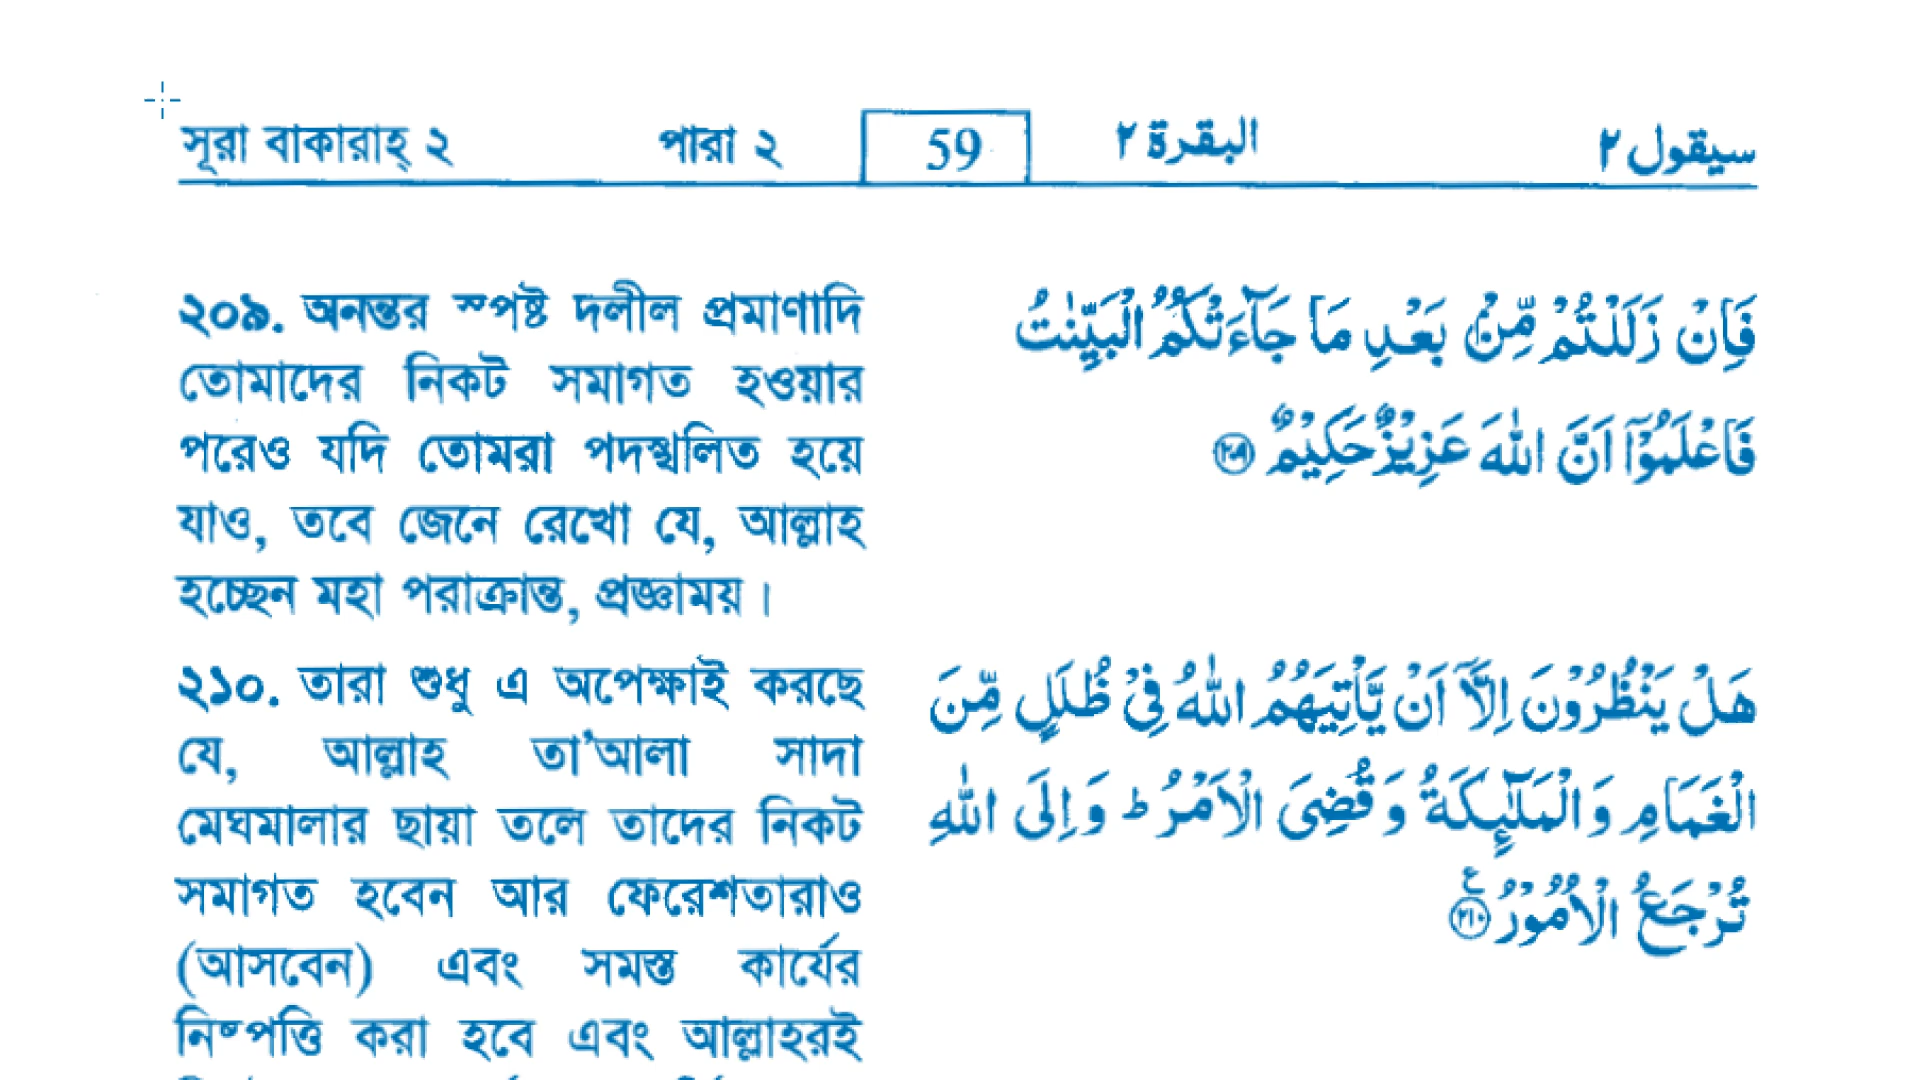 সূরা বাকারাহ্ ২ পারা ২ 59 البقرة ٢ سيقول ٢
২০৯. অনন্তর স্পষ্ট দলীল প্রমাণাদি
তোমাদের নিকট সমাগত হওয়ার
পরেও যদি তোমরা পদস্খলিত হয়ে
যাও, তবে জেনে রেখো যে, আল্লাহ
হচ্ছেন মহা পরাক্রান্ত, প্রজ্ঞাময়।
فَاِنْ زَلَلْتُمْ مِّنْۢ بَعْدِ مَا جَآءَتْكُمُ الْبَيِّنٰتُ
فَاعْلَمُوْٓا اَنَّ اللّٰهَ عَزِيْزٌ حَكِيْمٌ ۝٢٠٩
২১০. তারা শুধু এ অপেক্ষাই করছে
যে, আল্লাহ তা’আলা সাদা
মেঘমালার ছায়া তলে তাদের নিকট
সমাগত হবেন আর ফেরেশতারাও
(আসবেন) এবং সমস্ত কার্যের
নিষ্পত্তি করা হবে এবং আল্লাহরই
هَلْ يَنْظُرُوْنَ اِلَّآ اَنْ يَّاْتِيَهُمُ اللّٰهُ فِيْ ظُلَلٍ مِّنَ
الْغَمَامِ وَالْمَلٰٓئِكَةُ وَقُضِىَ الْاَمْرُ ؕ وَاِلَى اللّٰهِ
تُرْجَعُ الْاُمُوْرُ ۝٢١٠ ع